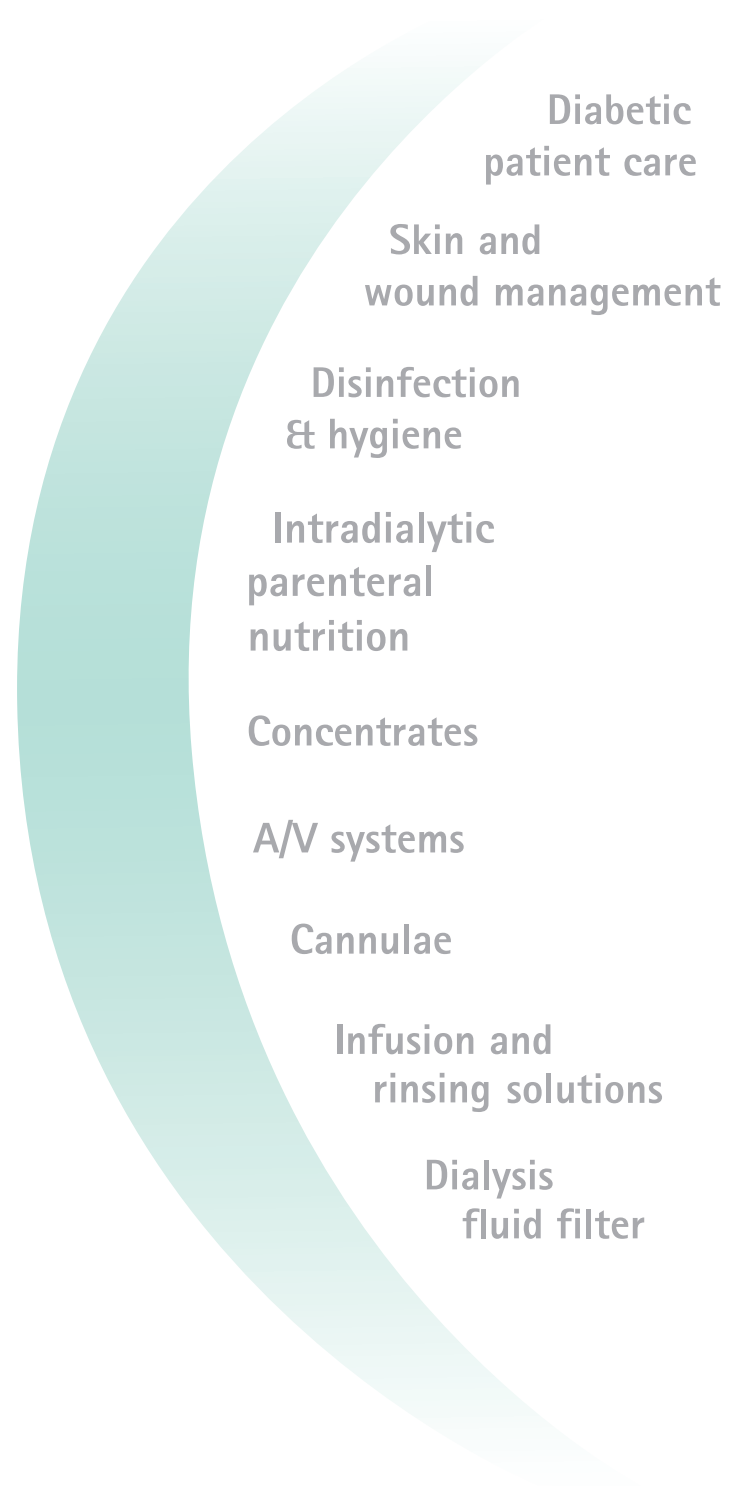 Diabetic
patient care
Skin and
wound management
Disinfection
& hygiene
Intradialytic
parenteral
nutrition
Concentrates
A/V systems
Cannulae
Infusion and
rinsing solutions
Dialysis
fluid filter